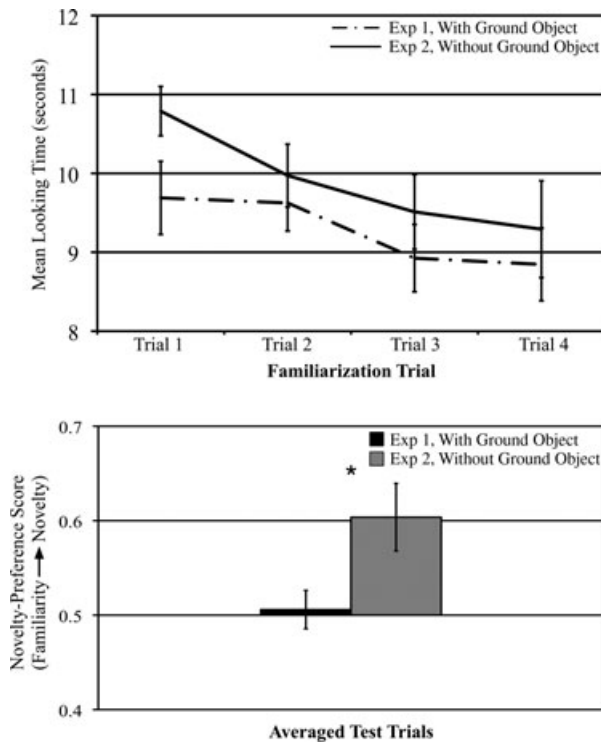 12
11
10
9
8
Mean Looking Time (seconds)
Exp 1, With Ground Object
Exp 2, Without Ground Object
Trial 1 Trial 2 Trial 3 Trial 4
Familiarization Trial
0.7
0.6
0.5
0.4
Novelty-Preference Score
(Familiarity → Novelty)
Exp 1, With Ground Object
Exp 2, Without Ground Object
*
Averaged Test Trials